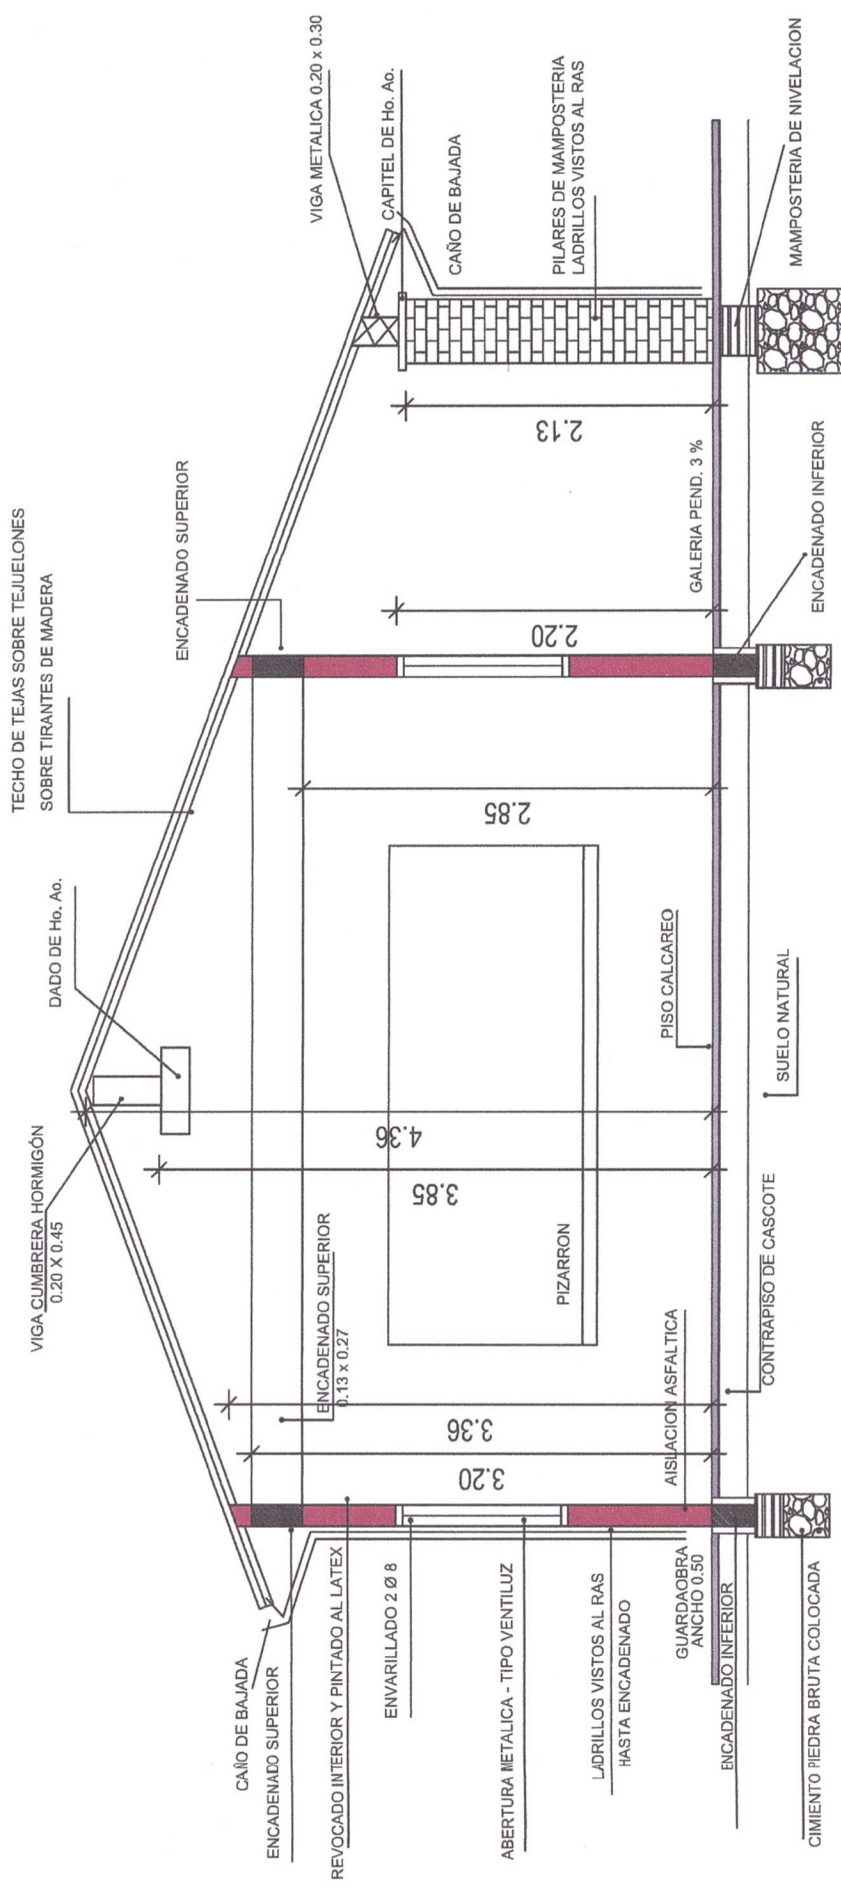 TECHO DE TEJAS SOBRE TEJUELONES
SOBRE TIRANTES DE MADERA
VIGA CUMBRERA HORMIGÓN
0.20 X 0.45
DADO DE Ho. Ao.
ENCADENADO SUPERIOR
VIGA METALICA 0.20 x 0.30
CAPITEL DE Ho. Ao.
CAÑO DE BAJADA
PILARES DE MAMPOSTERIA
LADRILLOS VISTOS AL RAS
MAMPOSTERIA DE NIVELACION
CAÑO DE BAJADA
ENCADENADO SUPERIOR
REVOCADO INTERIOR Y PINTADO AL LATEX
ENVARILLADO 2 Ø 8
ABERTURA METALICA - TIPO VENTILUZ
LADRILLOS VISTOS AL RAS
HASTA ENCADENADO
GUARDAOBRA
ANCHO 0.50
ENCADENADO INFERIOR
CIMIENTO PIEDRA BRUTA COLOCADA
3.20
3.36
ENCADENADO SUPERIOR
0.13 x 0.27
AISLACION ASFALTICA
PIZARRON
3.85
4.36
2.85
2.20
2.13
GALERIA PEND. 3 %
PISO CALCAREO
CONTRAPISO DE CASCOTE
SUELO NATURAL
ENCADENADO INFERIOR